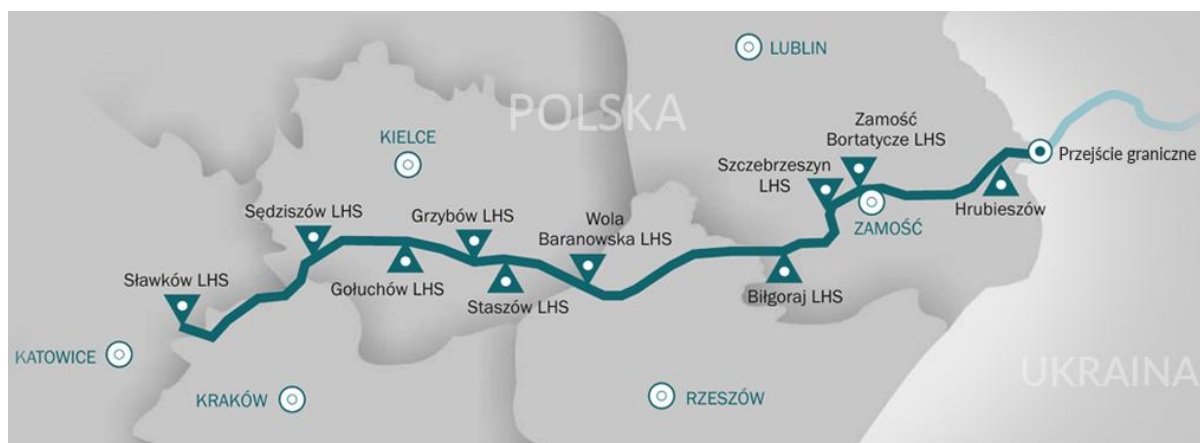 LUBLIN
POLSKA
KIELCE
Zamość
Bortatycze LHS
Szczebrzeszyn
LHS
Przejście graniczne
Sędziszów LHS
Grzybów LHS
Wola
Baranowska LHS
Hrubieszów
ZAMOŚĆ
Sławków LHS
Gołuchów LHS
Staszów LHS
Biłgoraj LHS
KATOWICE
UKRAINA
KRAKÓW
RZESZÓW